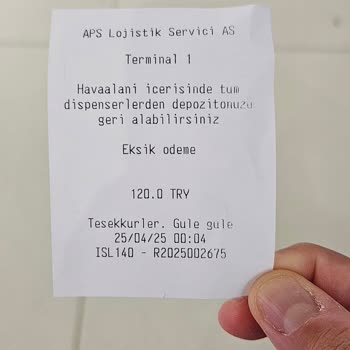 APS Lojistik Servici AS
Terminal 1
Havaalani icerisinde tum
dispenserlerden depozitonuzu
geri alabilirsiniz
Eksik odeme
120.0 TRY
Tesekkurler. Gule gule
25/04/25 00:04
ISL140 - R2025002675